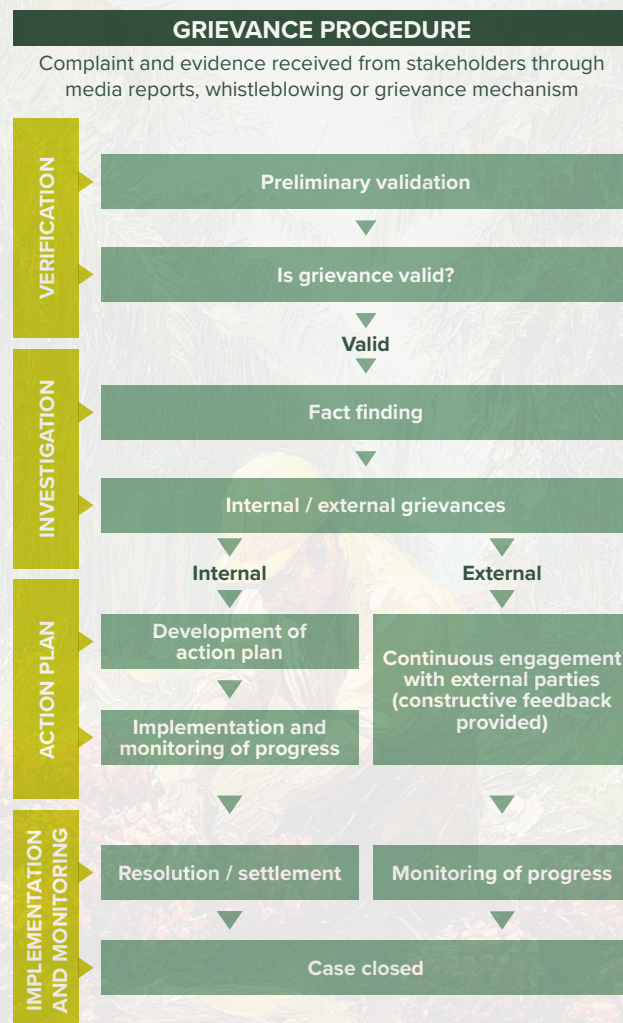 GRIEVANCE PROCEDURE
Complaint and evidence received from stakeholders through
media reports, whistleblowing or grievance mechanism
VERIFICATION
Preliminary validation
Is grievance valid?
Valid
INVESTIGATION
Fact finding
Internal / external grievances
Internal
External
ACTION PLAN
Development of
action plan
Implementation and
monitoring of progress
Continuous engagement
with external parties
(constructive feedback
provided)
IMPLEMENTATION
AND MONITORING
Resolution / settlement
Monitoring of progress
Case closed